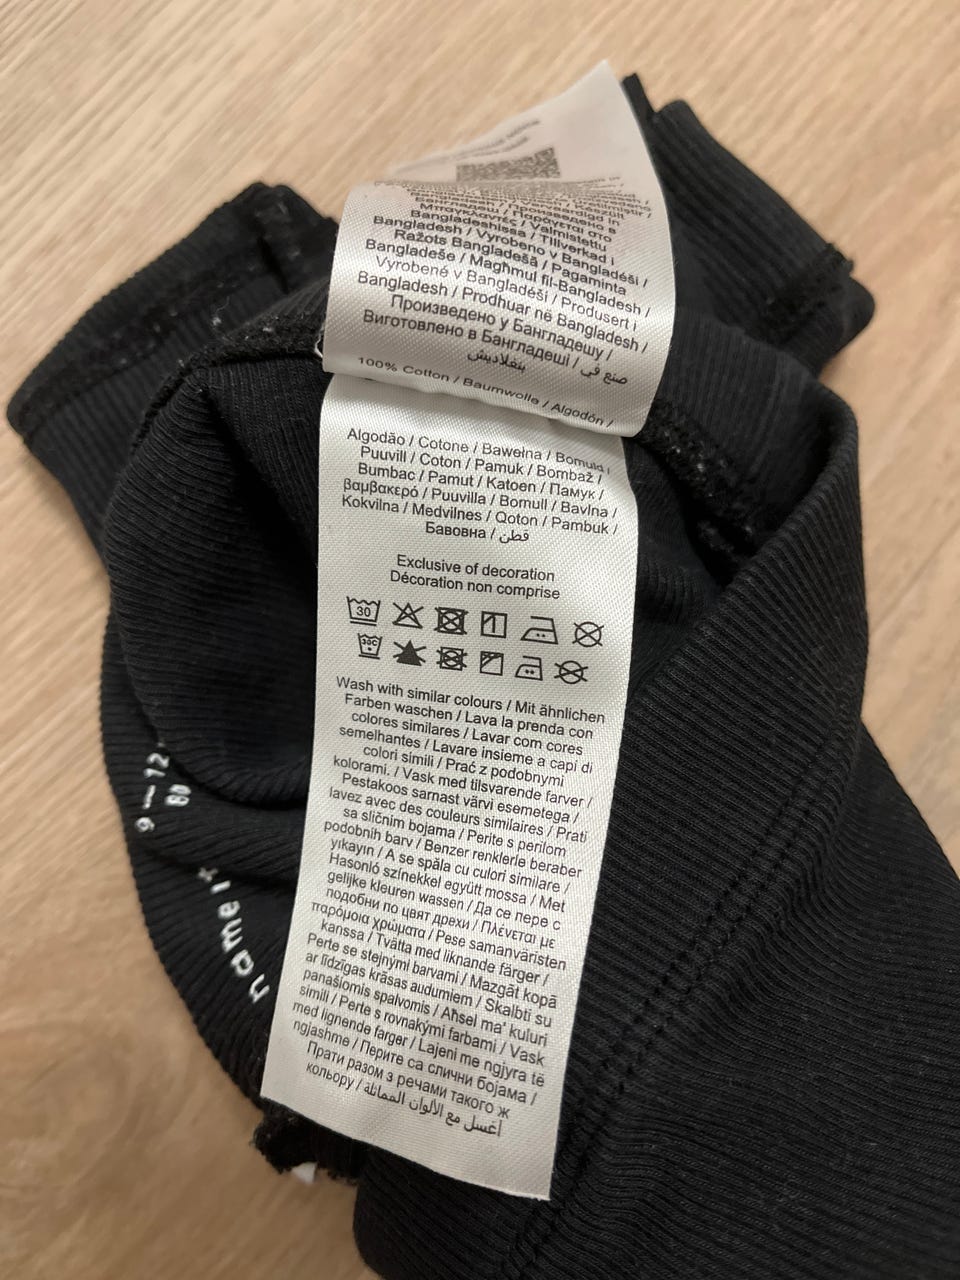 Bangladeshissa / Tillverkad i
Bangladesh / Vyrobeno v Bangladéši /
Ražots Bangladešā / Pagaminta
Bangladeše / Magħmul fil-Bangladesh /
Vyrobené v Bangladéši / Produsert i
Bangladesh / Prodhuar në Bangladesh /
Произведено у Бангладешу /
Виготовлено в Бангладеші / صنع في
بنغلاديش
100% Cotton / Baumwolle / Algodón /
Algodão / Cotone / Bawełna / Bomuld /
Puuvill / Coton / Pamuk / Bombaž /
Bumbac / Pamut / Katoen / Памук /
βαμβακερό / Puuvilla / Bomull / Bavlna /
Kokvilna / Medvilnes / Qoton / Pambuk /
Бавовна / قطن
Exclusive of decoration
Décoration non comprise
30
30C
Wash with similar colours / Mit ähnlichen
Farben waschen / Lava la prenda con
colores similares / Lavar com cores
semelhantes / Lavare insieme a capi di
colori simili / Prać z podobnymi
kolorami. / Vask med tilsvarende farver /
Pestakoos sarnast värvi esemetega /
lavez avec des couleurs similaires / Prati
sa sličnim bojama / Perite s perilom
podobnih barv / Benzer renklerle beraber
yıkayın / A se spăla cu culori similare /
Hasonló színekkel együtt mossa / Met
gelijke kleuren wassen / Да се пере с
подобни по цвят дрехи / Πλένεται με
παρόμοια χρώματα / Pese samanväristen
kanssa / Tvätta med liknande färger /
Perte se stejnými barvami / Mazgāt kopā
ar līdzīgas krāsas audumiem / Skalbti su
panašiomis spalvomis / Aħsel ma' kuluri
simili / Perte s rovnakými farbami / Vask
med lignende farger / Lajeni me ngjyra të
ngjashme / Перите са слични бојама /
Прати разом з речами такого ж
кольору / اغسل مع الألوان المماثلة
9 — 12
80
name it